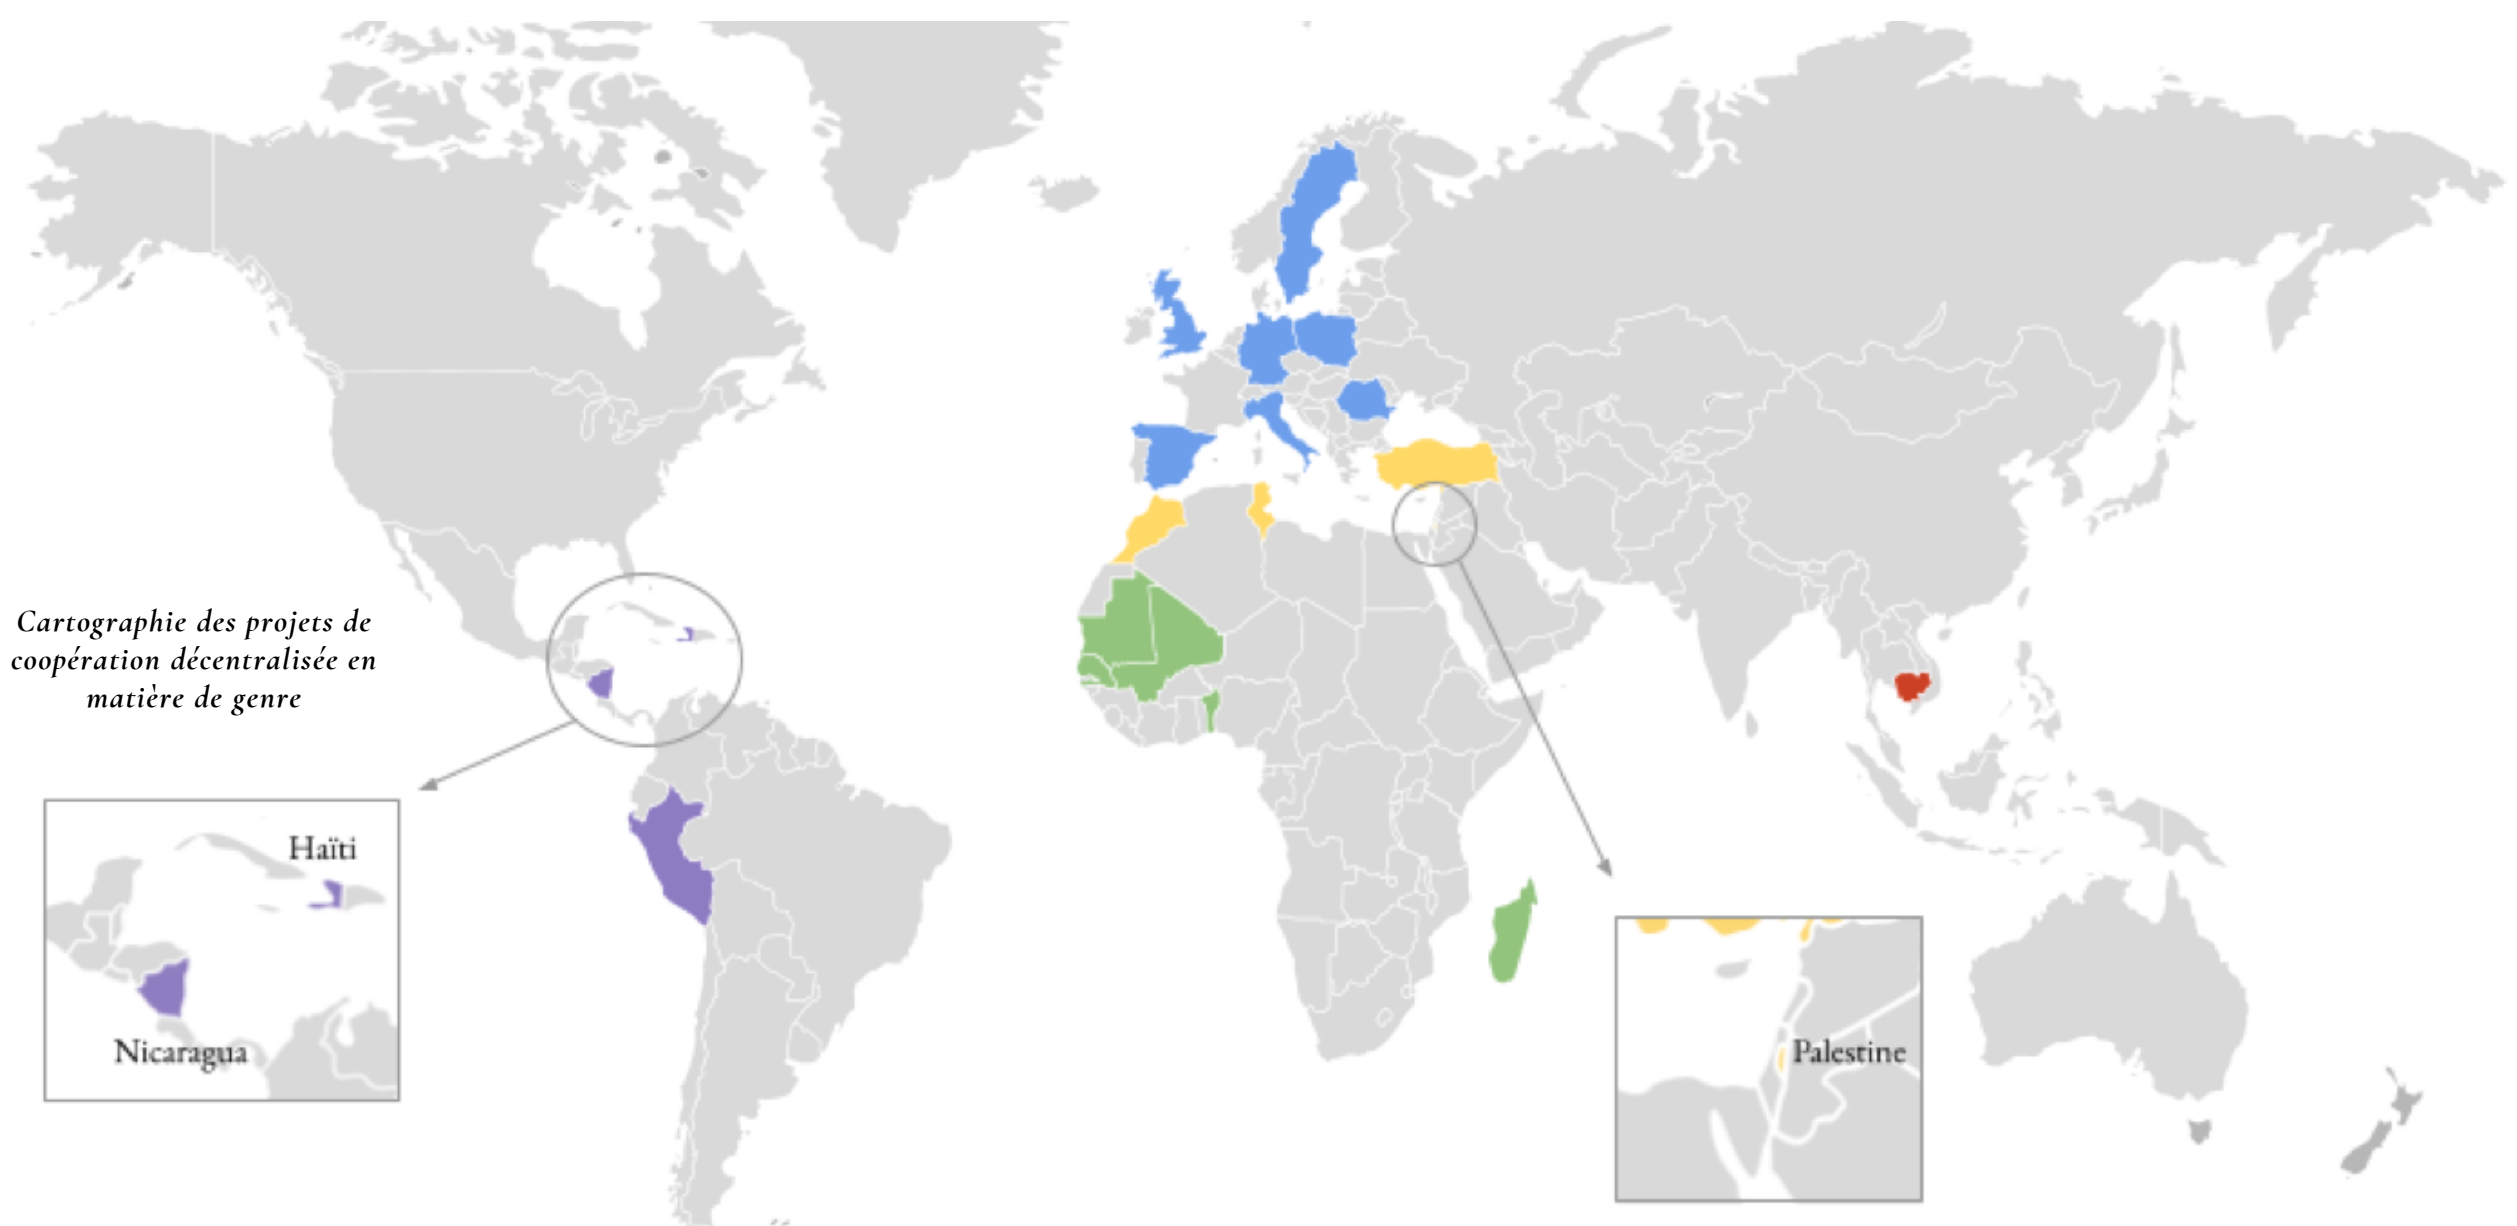 Cartographie des projets de
coopération décentralisée en
matière de genre
Haïti
Nicaragua
Palestine